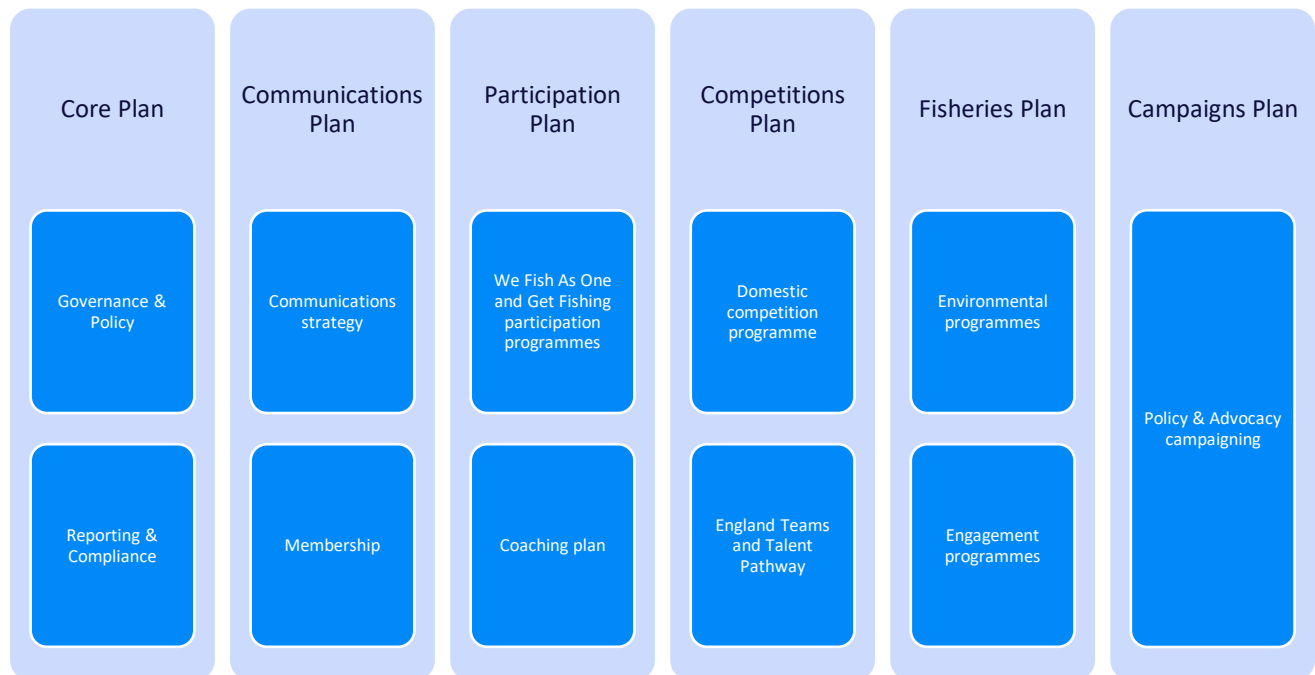 Core Plan
Communications
Plan
Participation
Plan
Competitions
Plan
Fisheries Plan
Campaigns Plan
Governance &
Policy
Reporting &
Compliance
Communications
strategy
Membership
We Fish As One
and Get Fishing
participation
programmes
Coaching plan
Domestic
competition
programme
England Teams
and Talent
Pathway
Environmental
programmes
Engagement
programmes
Policy & Advocacy
campaigning